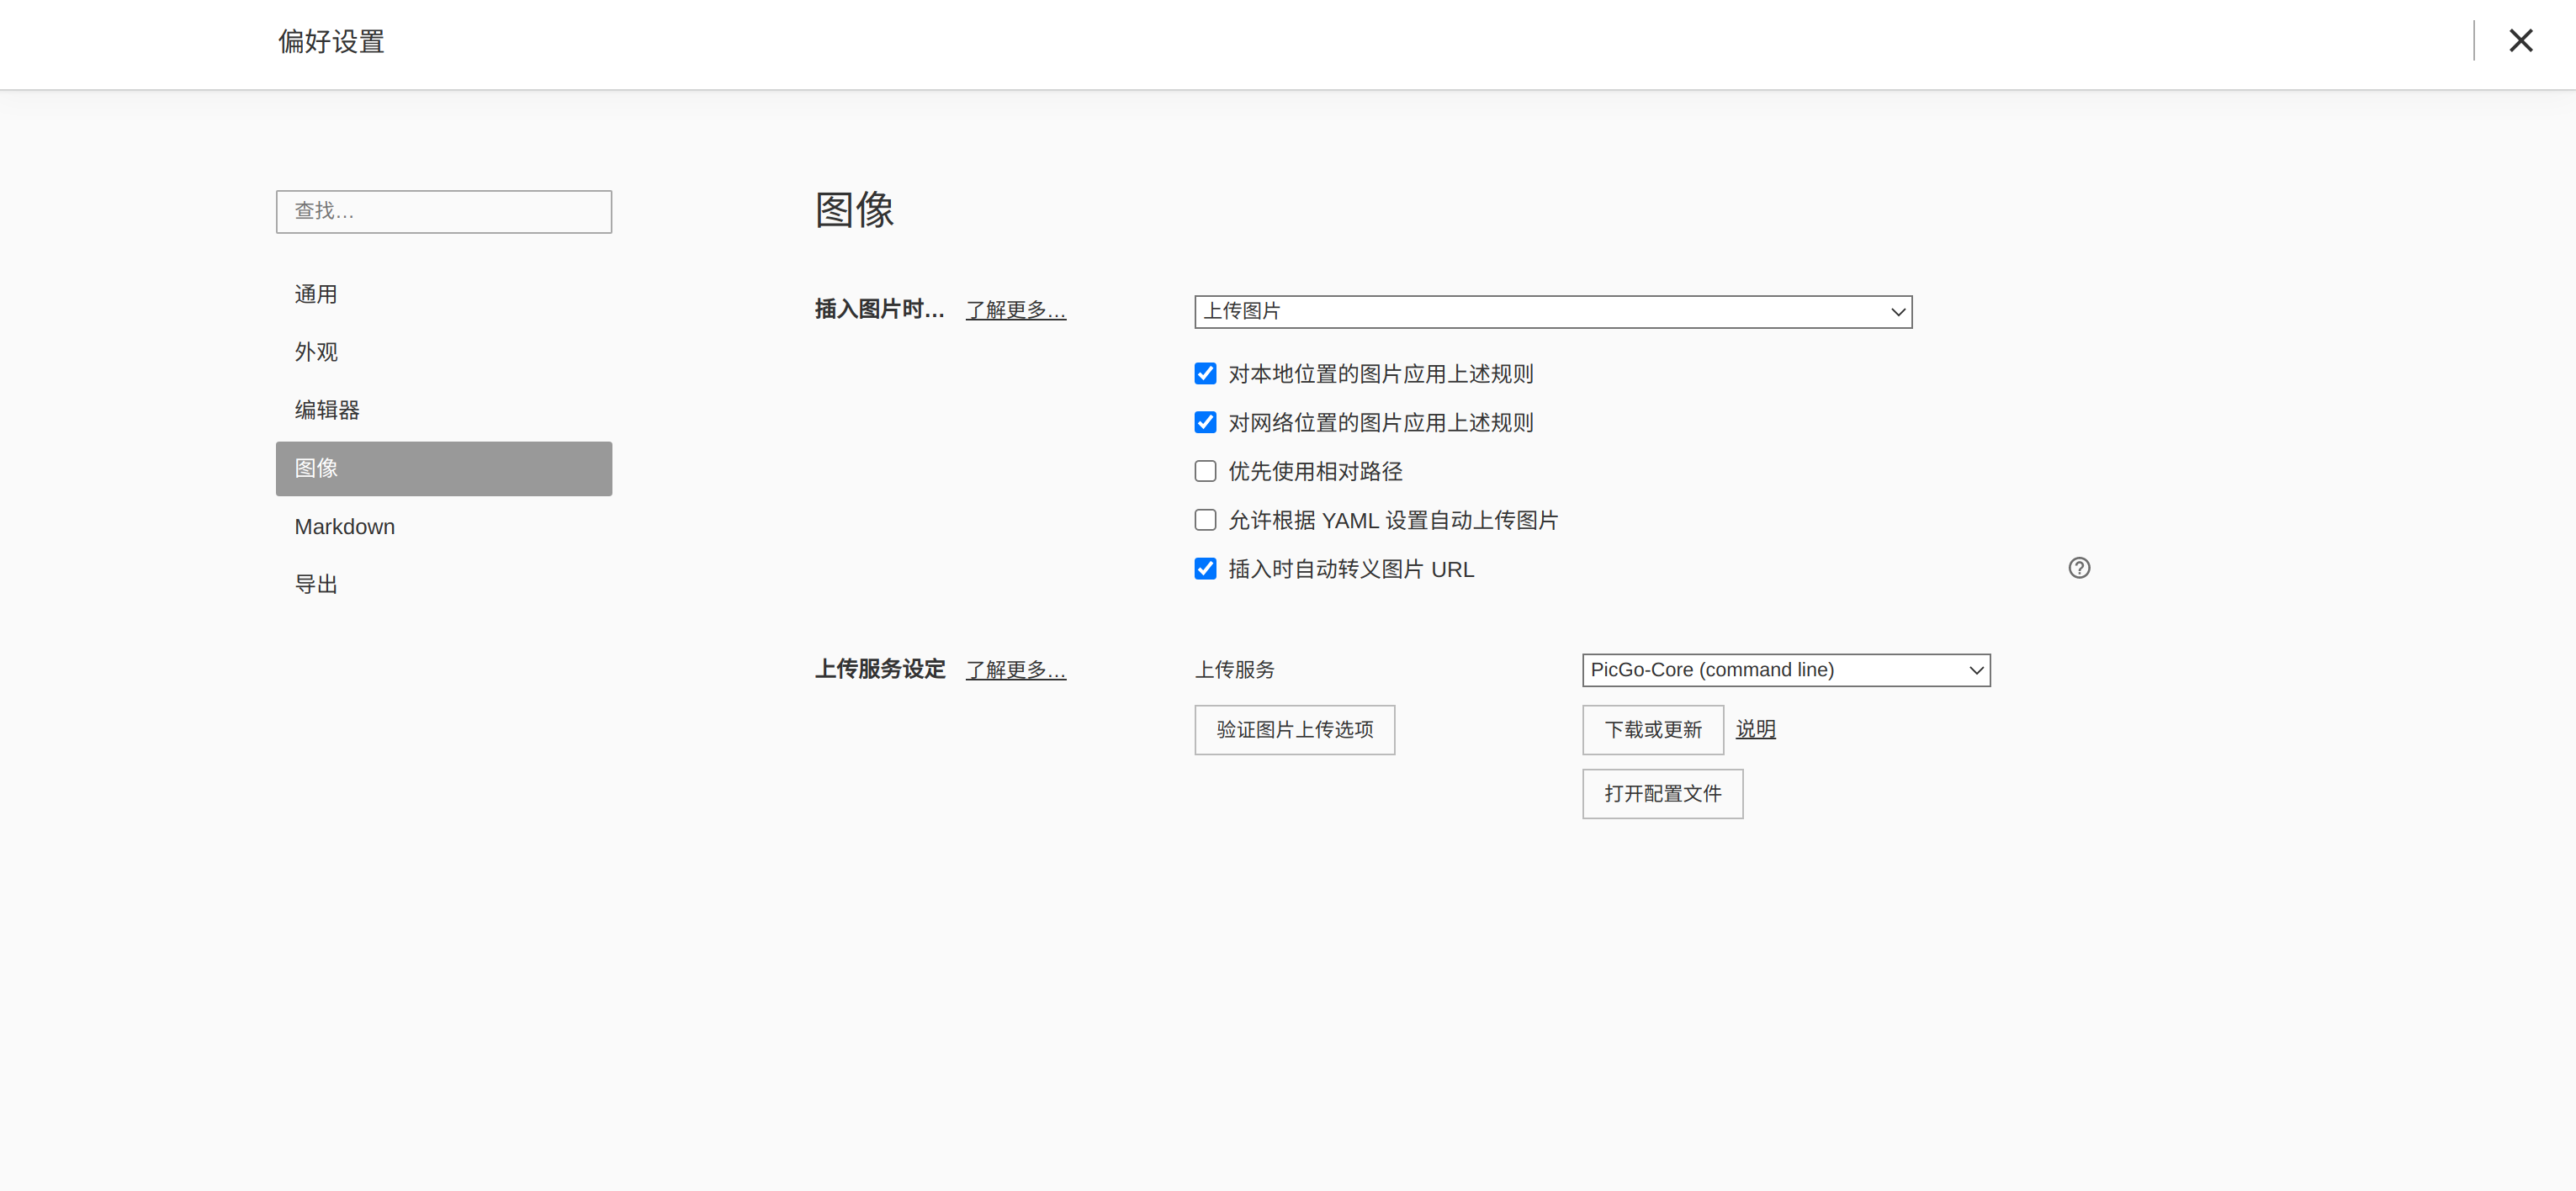 偏好设置
查找…
通用
外观
编辑器
图像
Markdown
导出
图像
插入图片时… 了解更多…
上传图片
对本地位置的图片应用上述规则
对网络位置的图片应用上述规则
优先使用相对路径
允许根据 YAML 设置自动上传图片
插入时自动转义图片 URL
上传服务设定 了解更多…
上传服务
PicGo-Core (command line)
验证图片上传选项
下载或更新 说明
打开配置文件